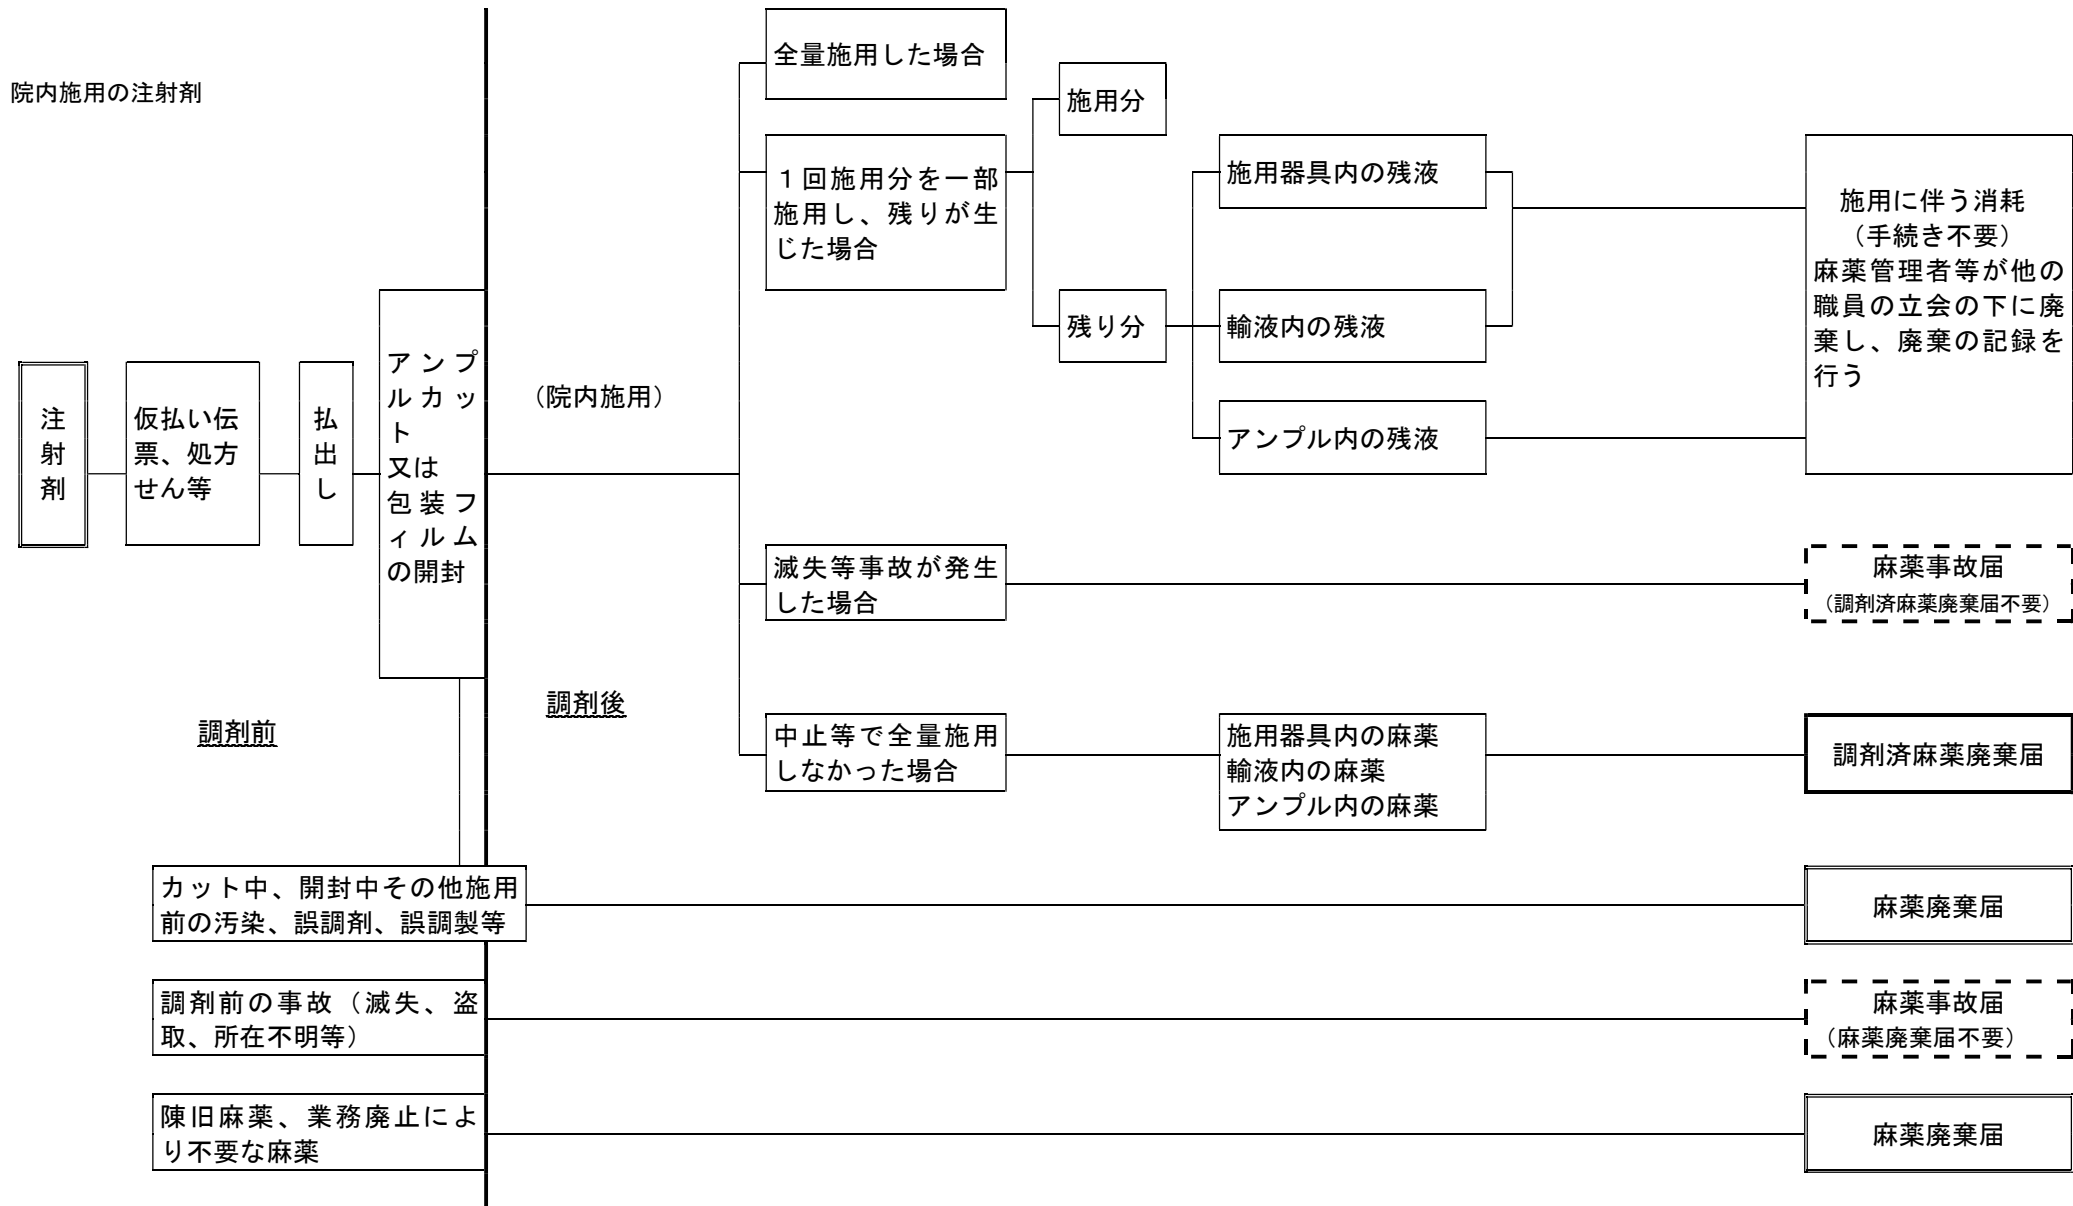 院内施用の注射剤
全量施用した場合
施用分
１回施用分を一部
施用し、残りが生
じた場合
残り分
施用器具内の残液
輸液内の残液
アンプル内の残液
施用に伴う消耗
（手続き不要）
麻薬管理者等が他の
職員の立会の下に廃
棄し、廃棄の記録を
行う
注
射
剤
仮払い伝
票、処方
せん等
払
出
し
アンプ
ルカッ
ト
又は
包装フ
ィルム
の開封
（院内施用）
滅失等事故が発生
した場合
麻薬事故届
（調剤済麻薬廃棄届不要）
調剤前
調剤後
中止等で全量施用
しなかった場合
施用器具内の麻薬
輸液内の麻薬
アンプル内の麻薬
調剤済麻薬廃棄届
カット中、開封中その他施用
前の汚染、誤調剤、誤調製等
麻薬廃棄届
調剤前の事故（滅失、盗
取、所在不明等）
麻薬事故届
（麻薬廃棄届不要）
陳旧麻薬、業務廃止によ
り不要な麻薬
麻薬廃棄届